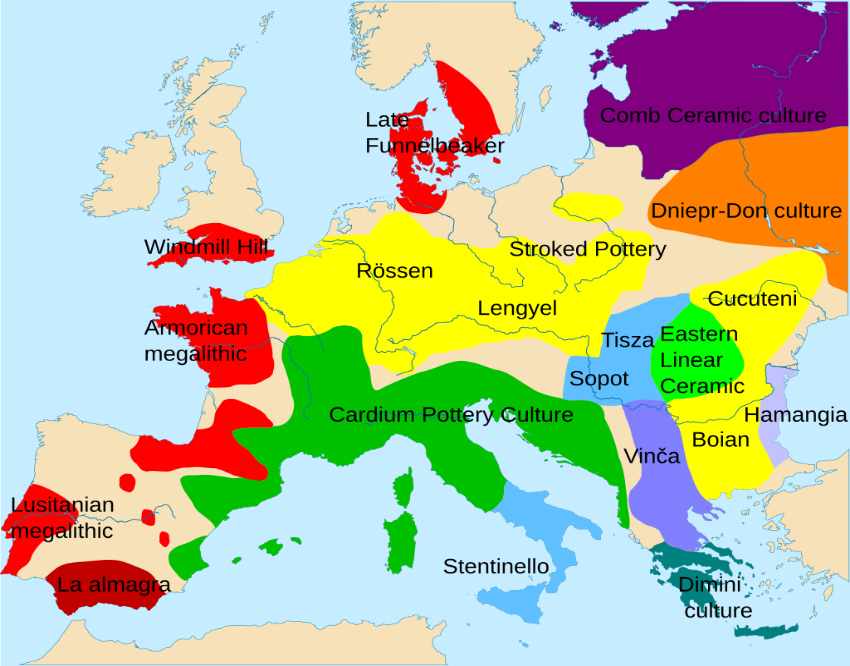 Comb Ceramic culture
Late
Funnelbeaker
Dniepr-Don culture
Windmill Hill
Stroked Pottery
Rössen
Cucuteni
Lengyel
Armorican
megalithic
Tisza
Eastern
Linear
Ceramic
Sopot
Cardium Pottery Culture
Hamangia
Boian
Vinča
Lusitanian
megalithic
Stentinello
La almagra
Dimini
culture